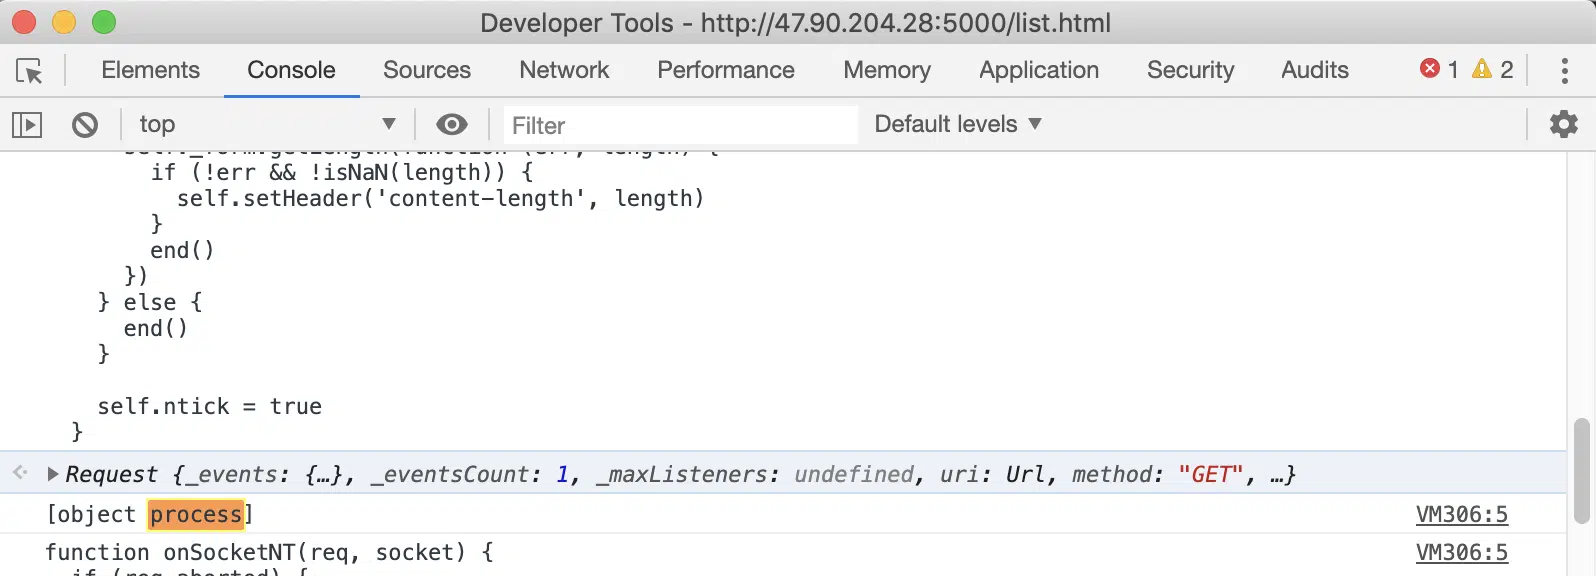 Developer Tools - http://47.90.204.28:5000/list.html
Elements Console Sources Network Performance Memory Application Security Audits 1 2
top Filter Default levels
if (!err && !isNaN(length)) {
self.setHeader('content-length', length)
}
end()
})
} else {
end()
}
self.ntick = true
}
Request {_events: {…}, _eventsCount: 1, _maxListeners: undefined, uri: Url, method: "GET", …}
[object process] VM306:5
function onSocketNT(req, socket) { VM306:5